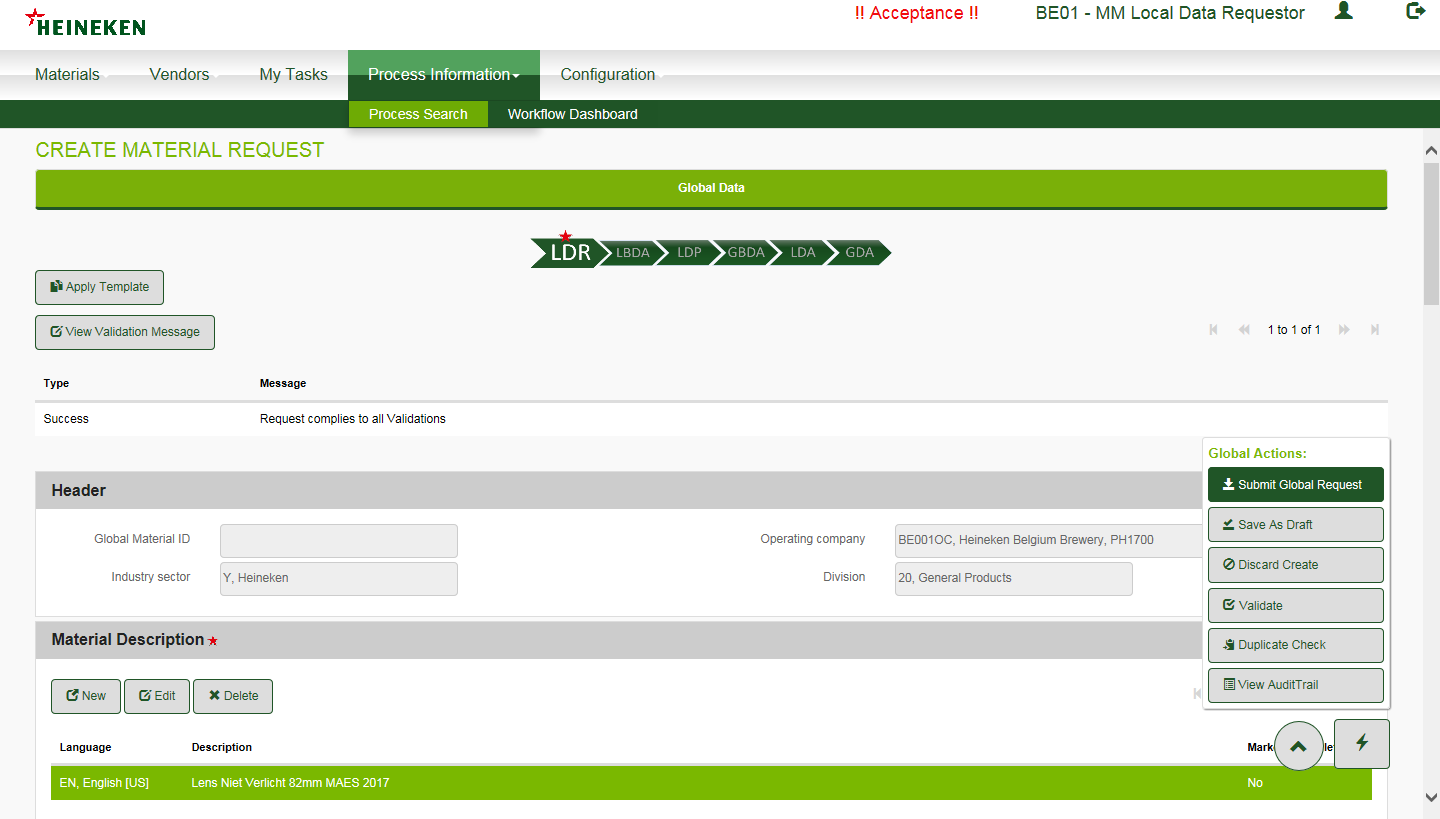 HEINEKEN
!! Acceptance !!
BE01 - MM Local Data Requestor
Materials
Vendors
My Tasks
Process Information
Configuration
Process Search
Workflow Dashboard
CREATE MATERIAL REQUEST
Global Data
LDR
LBDA
LDP
GBDA
LDA
GDA
Apply Template
View Validation Message
1 to 1 of 1
Type
Message
Success
Request complies to all Validations
Global Actions:
Submit Global Request
Save As Draft
Discard Create
Validate
Duplicate Check
View AuditTrail
Header
Global Material ID
Operating company
BE001OC, Heineken Belgium Brewery, PH1700
Industry sector
Y, Heineken
Division
20, General Products
Material Description
New
Edit
Delete
Language
Description
EN, English [US]
Lens Niet Verlicht 82mm MAES 2017
No